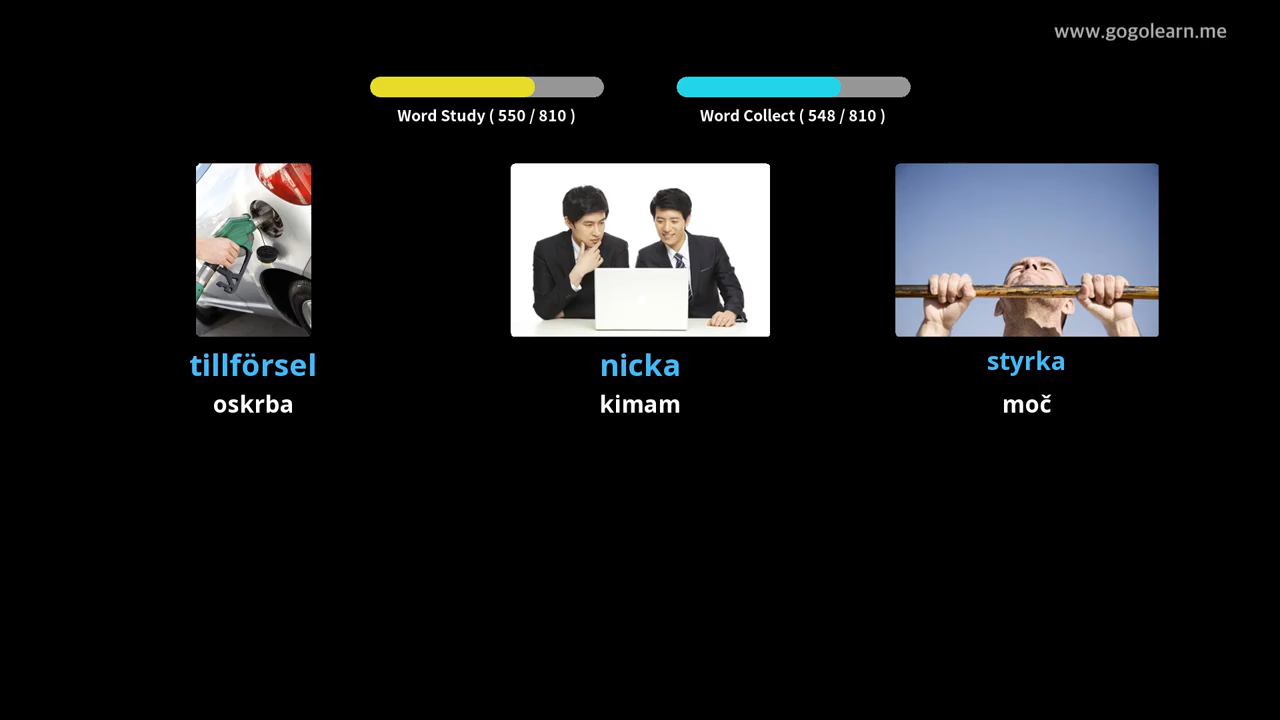 www.gogolearn.me
Word Study ( 550 / 810 )
Word Collect ( 548 / 810 )
tillförsel
oskrba
nicka
kimam
styrka
moč